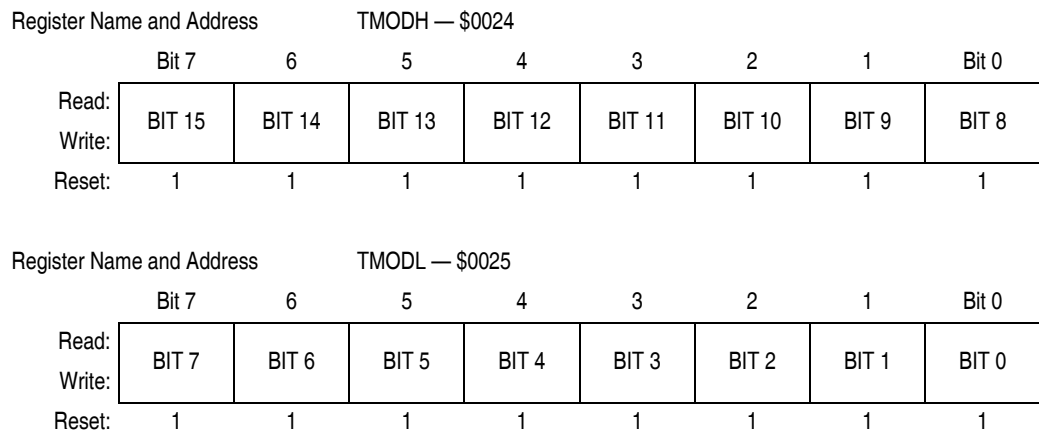 Register Name and Address TMODH — $0024
Bit 7 6 5 4 3 2 1 Bit 0
Read:
BIT 15 BIT 14 BIT 13 BIT 12 BIT 11 BIT 10 BIT 9 BIT 8
Write:
Reset: 1 1 1 1 1 1 1 1
Register Name and Address TMODL — $0025
Bit 7 6 5 4 3 2 1 Bit 0
Read:
BIT 7 BIT 6 BIT 5 BIT 4 BIT 3 BIT 2 BIT 1 BIT 0
Write:
Reset: 1 1 1 1 1 1 1 1